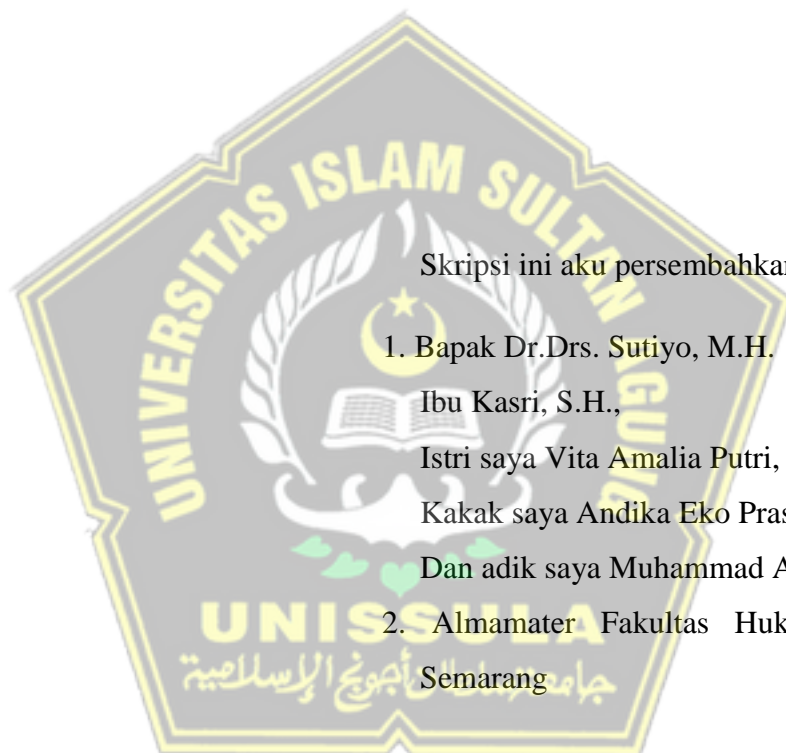 UNIVERSITAS ISLAM SULTAN AGUNG
Skripsi ini aku persembahkan
1. Bapak Dr.Drs. Sutiyo, M.H.
Ibu Kasri, S.H.,
Istri saya Vita Amalia Putri,
Kakak saya Andika Eko Pras
Dan adik saya Muhammad A
2. Almamater Fakultas Huk
Semarang
UNISSULA
جامعة سلطان أجونج الإسلامية